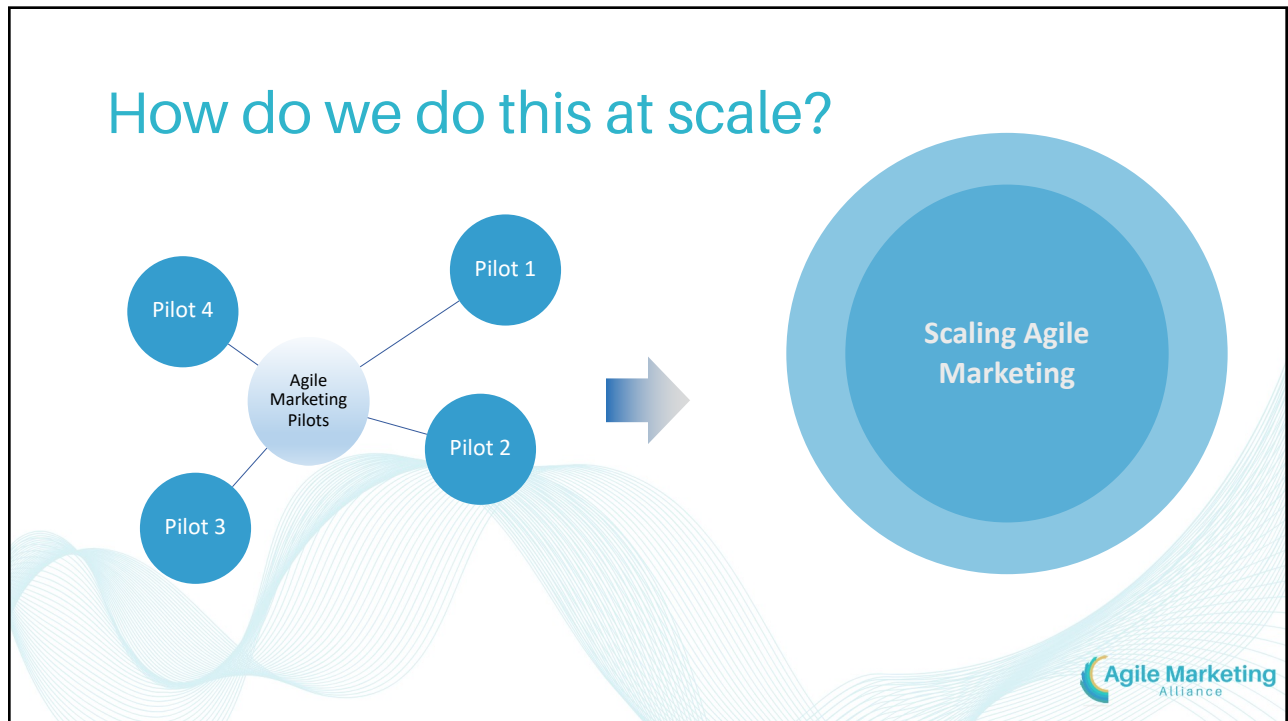 How do we do this at scale?
Pilot 1
Pilot 4
Agile
Marketing
Pilots
Pilot 2
Pilot 3
Scaling Agile
Marketing
Agile Marketing
Alliance